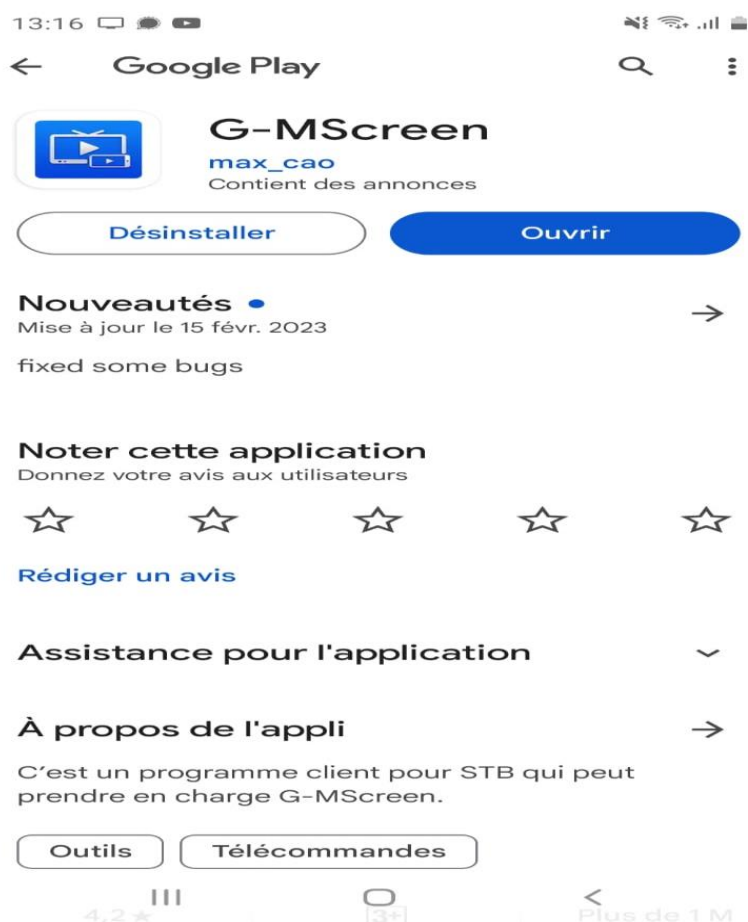 13:16
Google Play
G-MScreen
max_cao
Contient des annonces
Désinstaller
Ouvrir
Nouveautés
Mise à jour le 15 févr. 2023
fixed some bugs
Noter cette application
Donnez votre avis aux utilisateurs
Rédiger un avis
Assistance pour l'application
À propos de l'appli
C'est un programme client pour STB qui peut
prendre en charge G-MScreen.
Outils
Télécommandes
4,2 ★
3+
Plus de 1 M